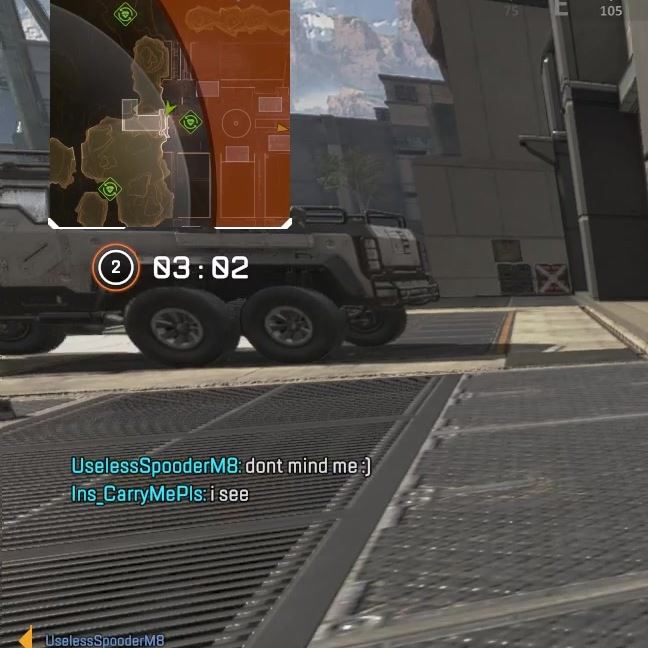 75
E
105
2 03:02
UselessSpooderM8: dont mind me :)
Ins_CarryMePls: i see
UselessSpooderM8